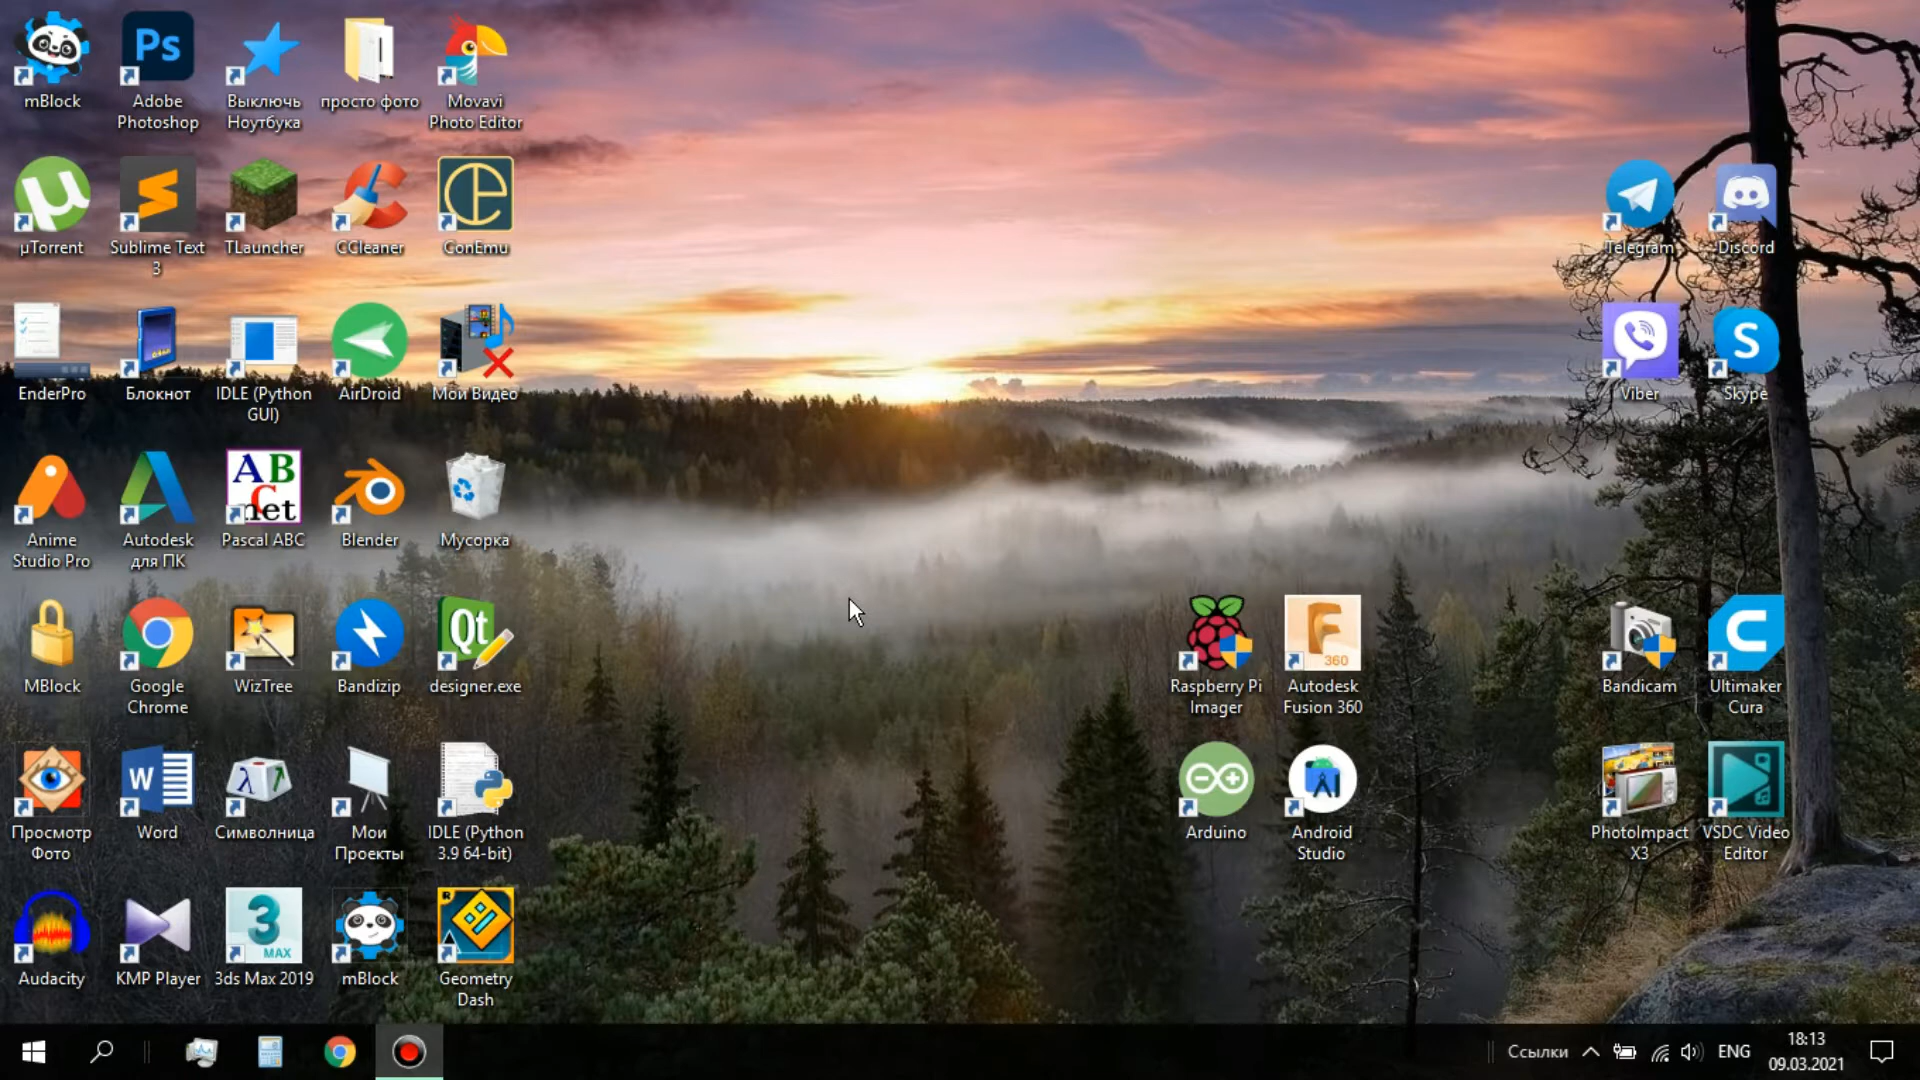 mBlock
Adobe
Photoshop
Выключь
Ноутбука
просто фото
Movavi
Photo Editor
µTorrent
Sublime Text
3
TLauncher
CCleaner
ConEmu
Telegram
Discord
EnderPro
Блокнот
IDLE (Python
GUI)
AirDroid
Мои Видео
Viber
Skype
Anime
Studio Pro
Autodesk
для ПК
Pascal ABC
Blender
Мусорка
MBlock
Google
Chrome
WizTree
Bandizip
designer.exe
Raspberry Pi
Imager
Autodesk
Fusion 360
Bandicam
Ultimaker
Cura
Просмотр
Фото
Word
Символница
Мои
Проекты
IDLE (Python
3.9 64-bit)
Arduino
Android
Studio
PhotoImpact
X3
VSDC Video
Editor
Audacity
KMP Player
3ds Max 2019
mBlock
Geometry
Dash
Ссылки
ENG
18:13
09.03.2021